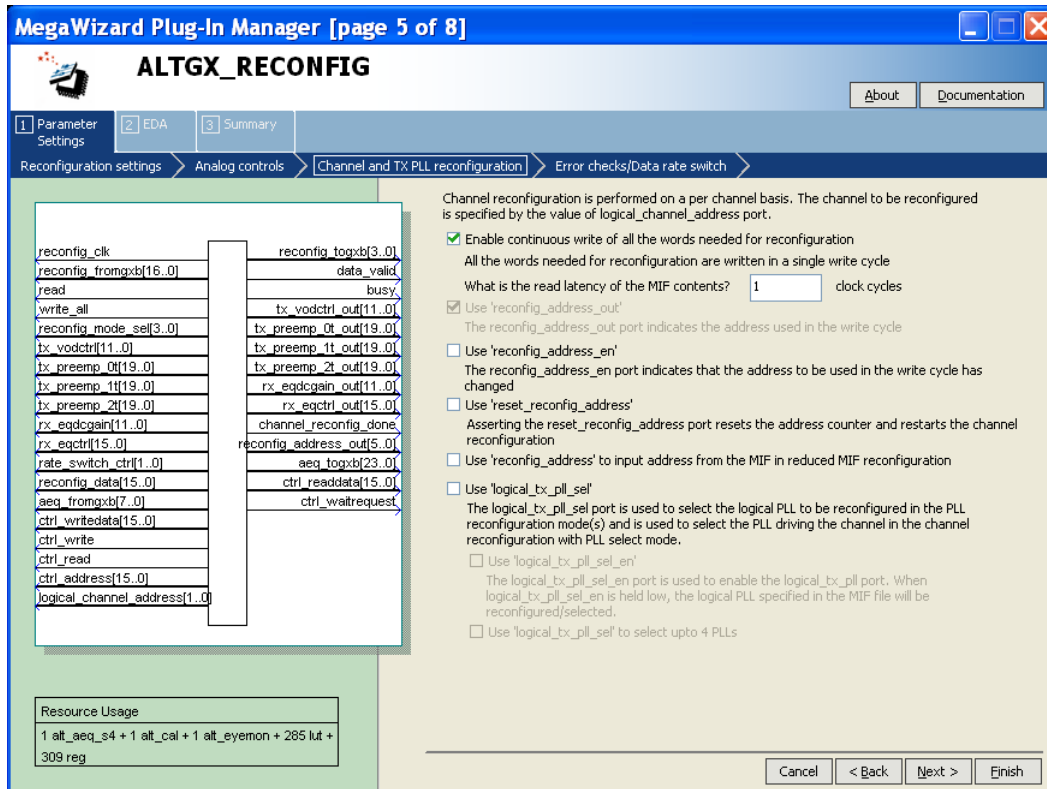 MegaWizard Plug-In Manager [page 5 of 8]
ALTGX_RECONFIG
About
Documentation
1 Parameter Settings
2 EDA
3 Summary
Reconfiguration settings
Analog controls
Channel and TX PLL reconfiguration
Error checks/Data rate switch
reconfig_clk
reconfig_fromgxb[16..0]
read
write_all
reconfig_mode_sel[3..0]
tx_vodctrl[11..0]
tx_preemp_0t[19..0]
tx_preemp_1t[19..0]
tx_preemp_2t[19..0]
rx_eqdcgain[11..0]
rx_eqctrl[15..0]
rate_switch_ctrl[1..0]
reconfig_data[15..0]
aeq_fromgxb[7..0]
ctrl_writedata[15..0]
ctrl_write
ctrl_read
ctrl_address[15..0]
logical_channel_address[1..0]
reconfig_togxb[3..0]
data_valid
busy
tx_vodctrl_out[11..0]
tx_preemp_0t_out[19..0]
tx_preemp_1t_out[19..0]
tx_preemp_2t_out[19..0]
rx_eqdcgain_out[11..0]
rx_eqctrl_out[15..0]
channel_reconfig_done
reconfig_address_out[5..0]
aeq_togxb[23..0]
ctrl_readdata[15..0]
ctrl_waitrequest
Resource Usage
1 alt_aeq_s4 + 1 alt_cal + 1 alt_eyemon + 285 lut +
309 reg
Channel reconfiguration is performed on a per channel basis. The channel to be reconfigured
is specified by the value of logical_channel_address port.
Enable continuous write of all the words needed for reconfiguration
All the words needed for reconfiguration are written in a single write cycle
What is the read latency of the MIF contents? 1 clock cycles
Use 'reconfig_address_out'
The reconfig_address_out port indicates the address used in the write cycle
Use 'reconfig_address_en'
The reconfig_address_en port indicates that the address to be used in the write cycle has
changed
Use 'reset_reconfig_address'
Asserting the reset_reconfig_address port resets the address counter and restarts the channel
reconfiguration
Use 'reconfig_address' to input address from the MIF in reduced MIF reconfiguration
Use 'logical_tx_pll_sel'
The logical_tx_pll_sel port is used to select the logical PLL to be reconfigured in the PLL
reconfiguration mode(s) and is used to select the PLL driving the channel in the channel
reconfiguration with PLL select mode.
Use 'logical_tx_pll_sel_en'
The logical_tx_pll_sel_en port is used to enable the logical_tx_pll port. When
logical_tx_pll_sel_en is held low, the logical PLL specified in the MIF file will be
reconfigured/selected.
Use 'logical_tx_pll_sel' to select upto 4 PLLs
Cancel
< Back
Next >
Finish